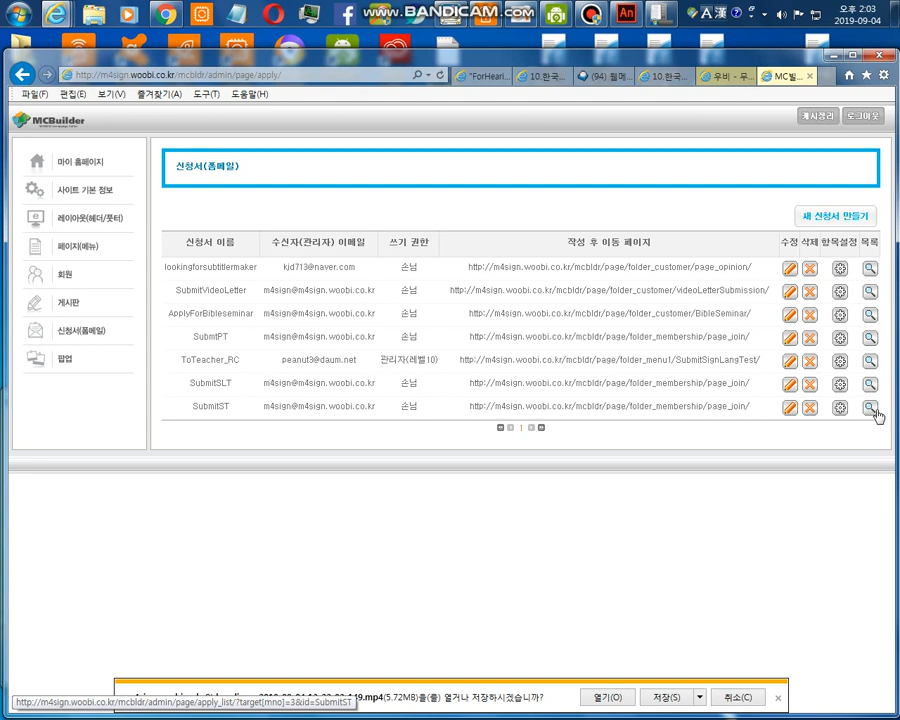 www.BANDICAM.com
오후 2:03
2019-09-04
http://m4sign.woobi.co.kr/mcbldr/admin/page/apply/
"ForHeari...
10.한국...
(94) 월메...
10.한국...
우비 - 무...
MC빌...
파일(F) 편집(E) 보기(V) 즐겨찾기(A) 도구(T) 도움말(H)
MCBuilder
캐시정리 로그아웃
마이 홈페이지
사이트 기본 정보
레이아웃(헤더/풋터)
페이지(메뉴)
회원
게시판
신청서(폼메일)
팝업
신청서(폼메일)
새 신청서 만들기
신청서 이름 수신자(관리자) 이메일 쓰기 권한 작성 후 이동 페이지 수정 삭제 항목설정 목록
lookingforsubtitlermaker kjd713@naver.com 손님 http://m4sign.woobi.co.kr/mcbldr/page/folder_customer/page_opinion/
SubmitVideoLetter m4sign@m4sign.woobi.co.kr 손님 http://m4sign.woobi.co.kr/mcbldr/page/folder_customer/videoLetterSubmission/
ApplyForBibleseminar m4sign@m4sign.woobi.co.kr 손님 http://m4sign.woobi.co.kr/mcbldr/page/folder_customer/BibleSeminar/
SubmtPT m4sign@m4sign.woobi.co.kr 손님 http://m4sign.woobi.co.kr/mcbldr/page/folder_membership/page_join/
ToTeacher_RC peanut3@daum.net 관리자(레벨10) http://m4sign.woobi.co.kr/mcbldr/page/folder_menu1/SubmitSignLangTest/
SubmitSLT m4sign@m4sign.woobi.co.kr 손님 http://m4sign.woobi.co.kr/mcbldr/page/folder_membership/page_join/
SubmitST m4sign@m4sign.woobi.co.kr 손님 http://m4sign.woobi.co.kr/mcbldr/page/folder_membership/page_join/
1
149.mp4(5.72MB)을(를) 열거나 저장하시겠습니까? 열기(O) 저장(S) 취소(C)
http://m4sign.woobi.co.kr/mcbldr/admin/page/apply_list/?target[mno]=3&id=SubmitST